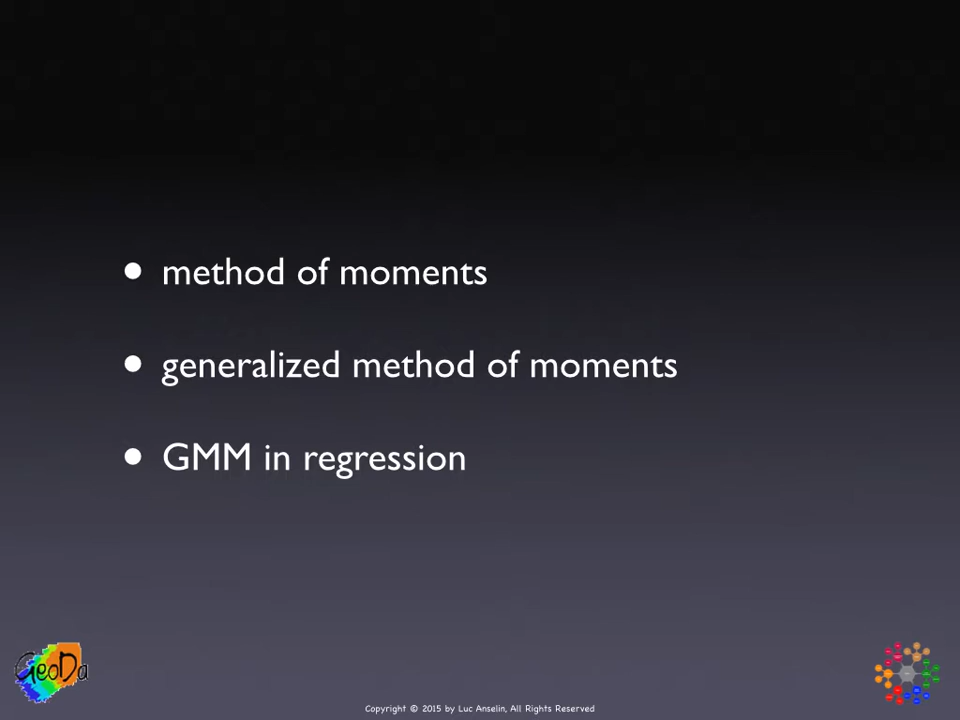 • method of moments
• generalized method of moments
• GMM in regression
GeoDa
Copyright © 2015 by Luc Anselin, All Rights Reserved